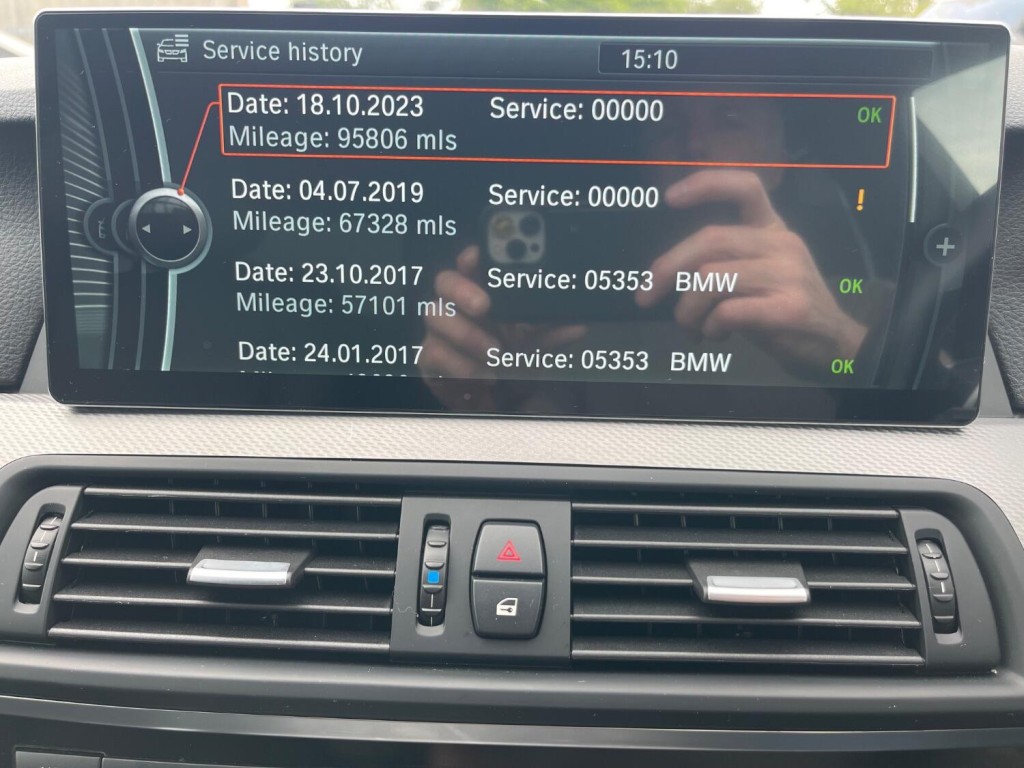 Service history
15:10
Date: 18.10.2023 Service: 00000 OK
Mileage: 95806 mls
Date: 04.07.2019 Service: 00000 !
Mileage: 67328 mls
Date: 23.10.2017 Service: 05353 BMW OK
Mileage: 57101 mls
Date: 24.01.2017 Service: 05353 BMW OK